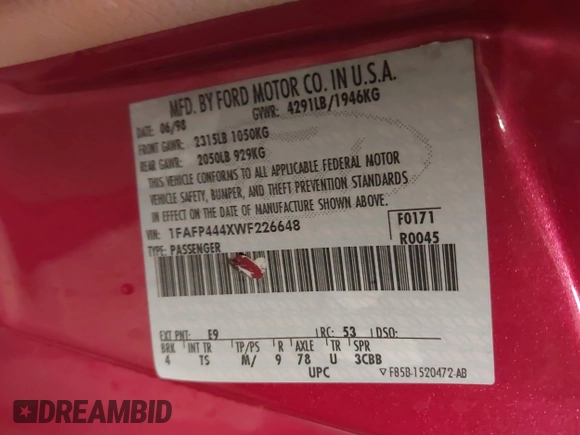 MFD. BY FORD MOTOR CO. IN U.S.A.
DATE: 06/98 GVWR: 4291LB/1946KG
FRONT GAWR: 2315LB 1050KG
REAR GAWR: 2050LB 929KG
THIS VEHICLE CONFORMS TO ALL APPLICABLE FEDERAL MOTOR
VEHICLE SAFETY, BUMPER, AND THEFT PREVENTION STANDARDS
IN EFFECT ON THE DATE OF MANUFACTURE SHOWN ABOVE.
VIN: 1FAFP444XWF226648 F0171
TYPE: PASSENGER R0045
EXT PNT: E9 RC: 53 DSO:
BRK INT TR TP/PS R AXLE TR SPR
4 TS M/ 9 78 U 3CBB
UPC ▽ F85B-1520472-AB
DREAMBID